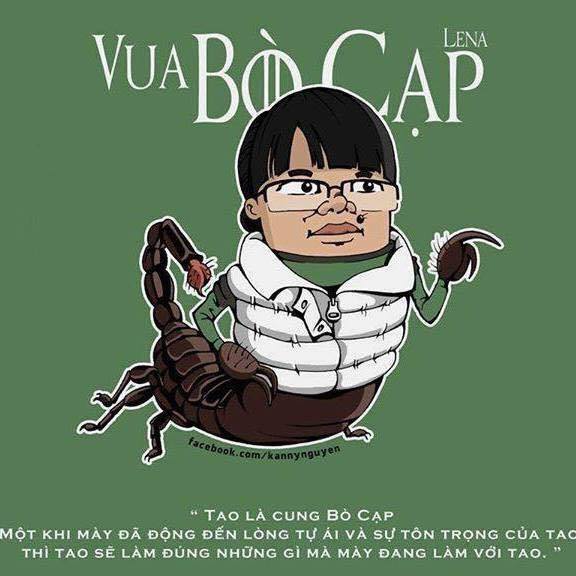 LENA
VUA BÒ CẠP
facebook.com/kannynguyen
“ TAO LÀ CUNG BÒ CẠP
MỘT KHI MÀY ĐÃ ĐỘNG ĐẾN LÒNG TỰ ÁI VÀ SỰ TÔN TRỌNG CỦA TAO
THÌ TAO SẼ LÀM ĐÚNG NHỮNG GÌ MÀ MÀY ĐANG LÀM VỚI TAO. ”